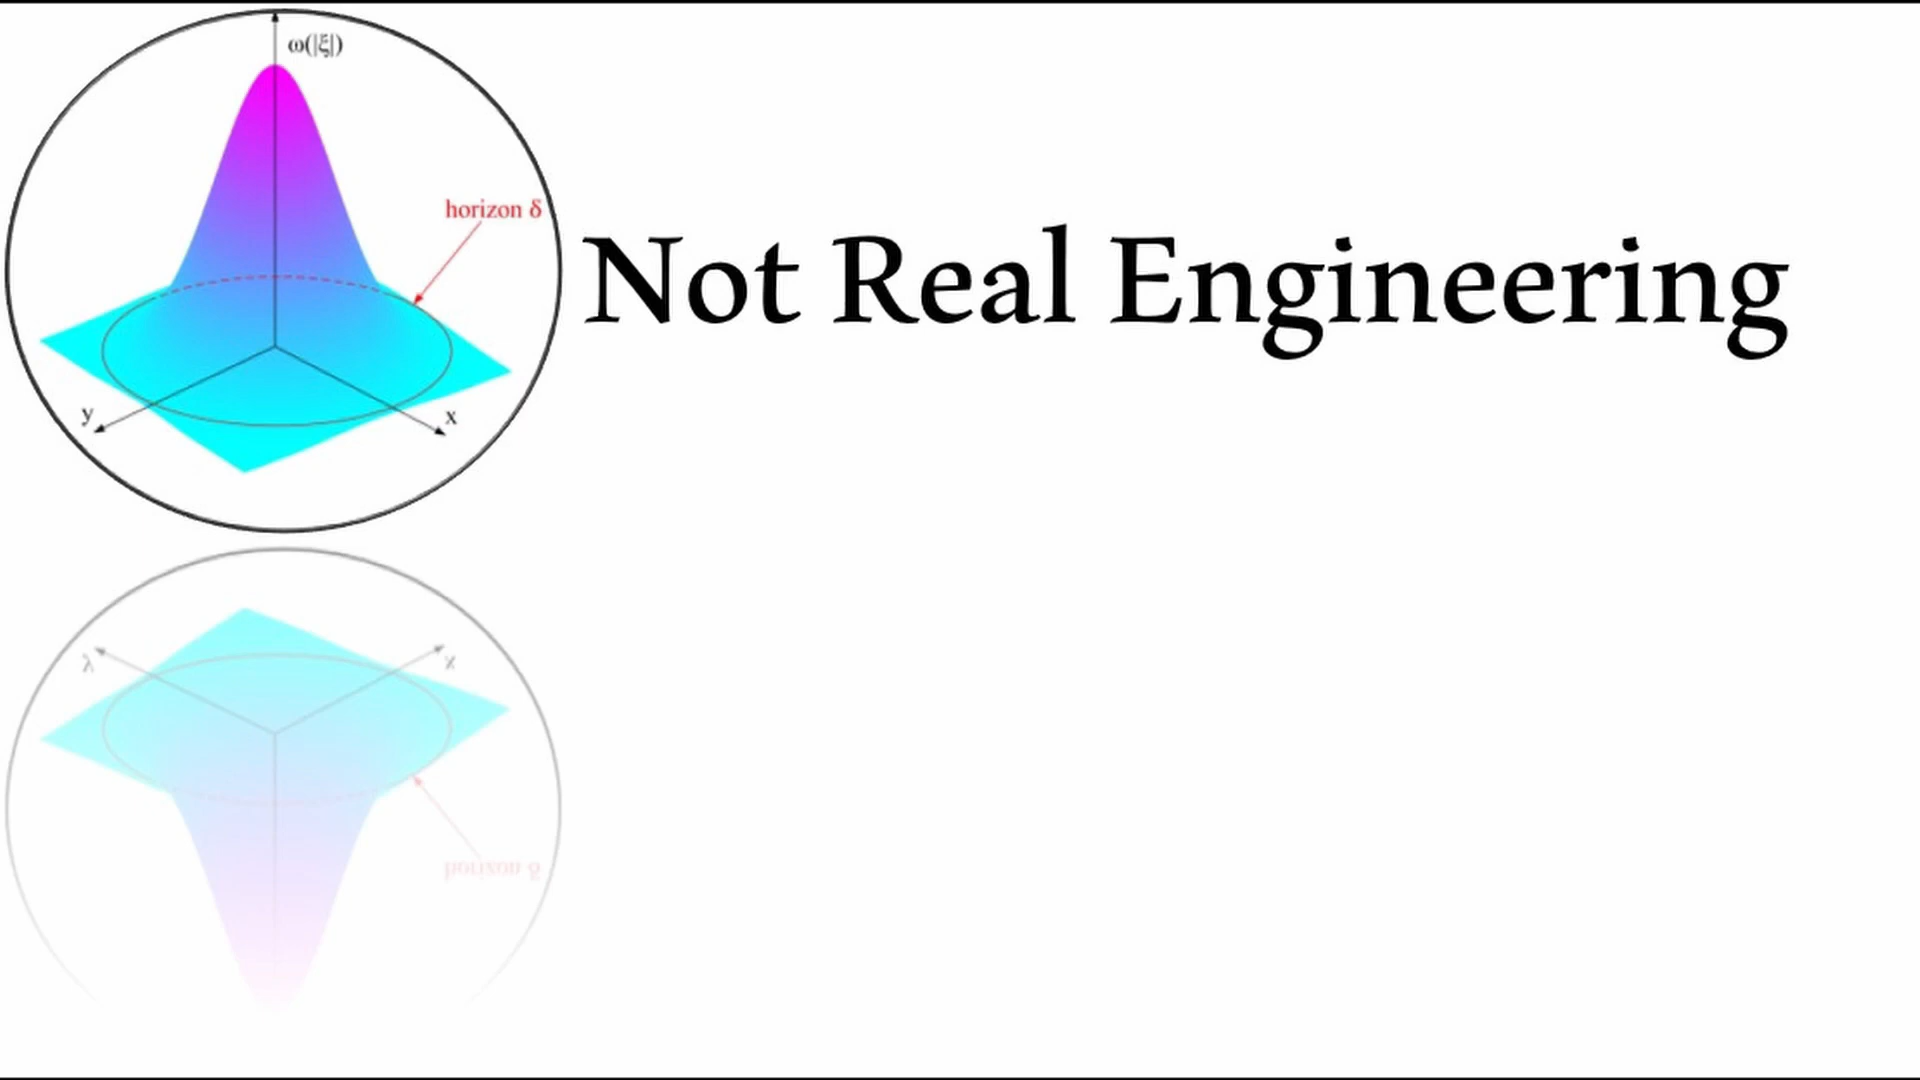 ω(|ξ|)
horizon δ
Not Real Engineering
y
x